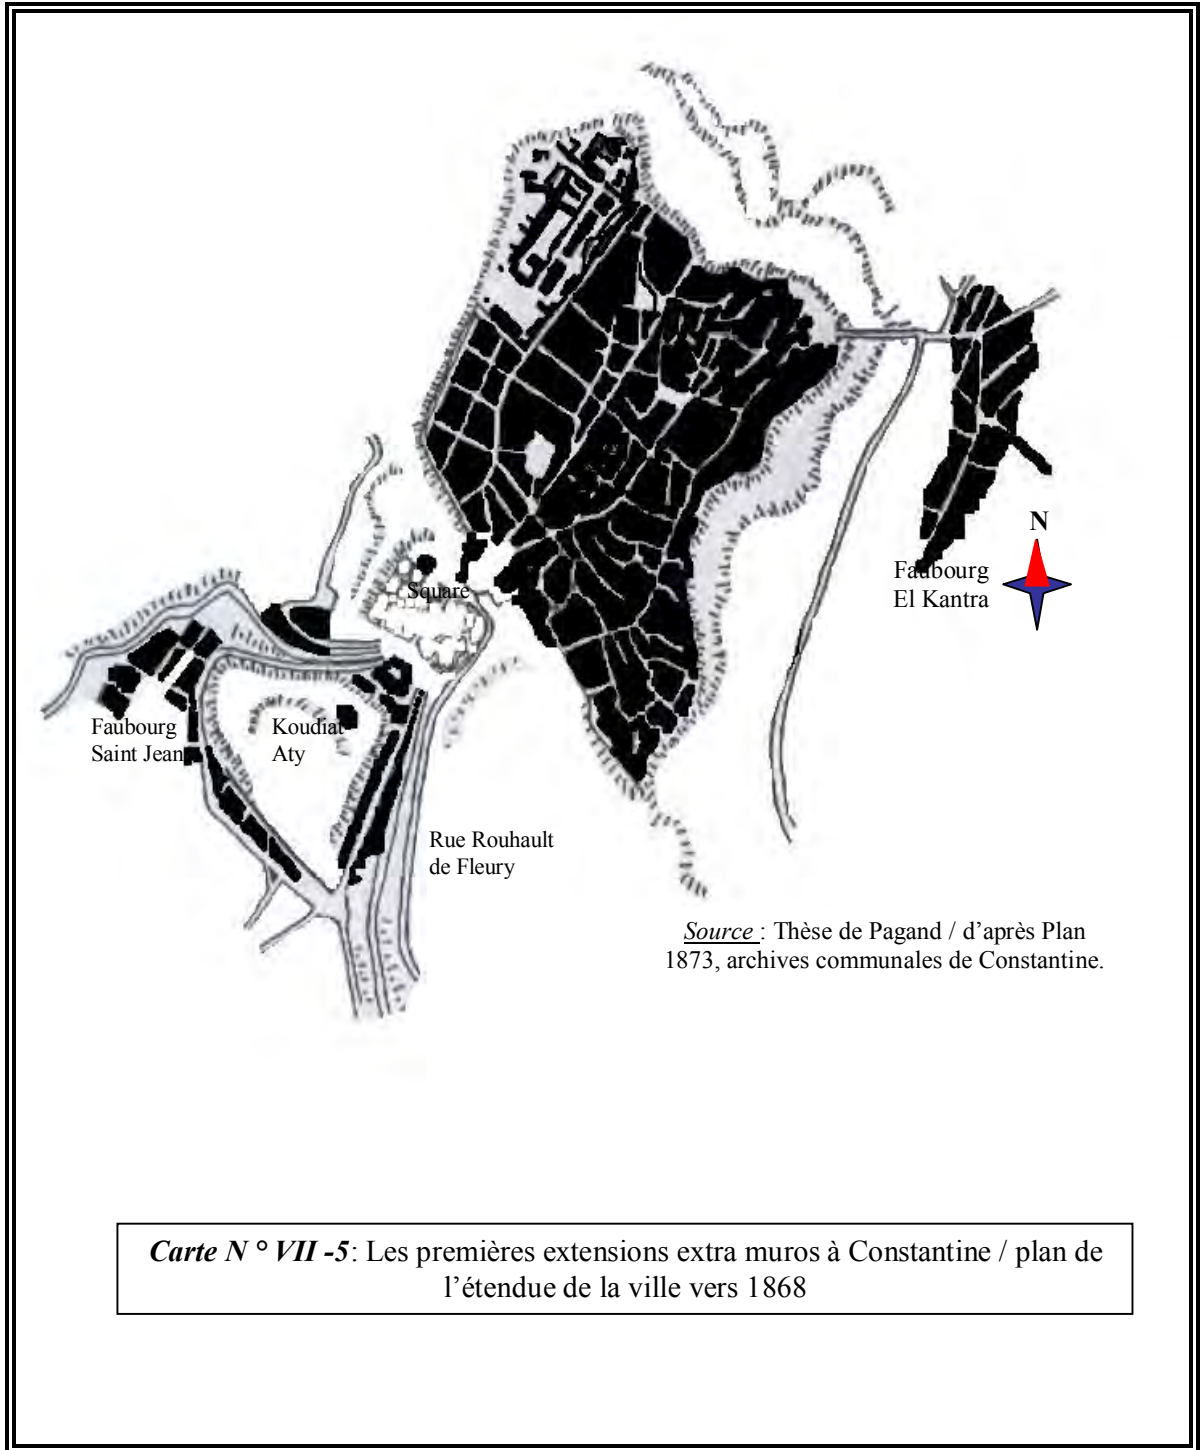 N
Square
Faubourg
El Kantra
Faubourg
Saint Jean
Koudiat
Aty
Rue Rouhault
de Fleury
Source : Thèse de Pagand / d’après Plan
1873, archives communales de Constantine.
Carte N ° VII -5: Les premières extensions extra muros à Constantine / plan de
l’étendue de la ville vers 1868